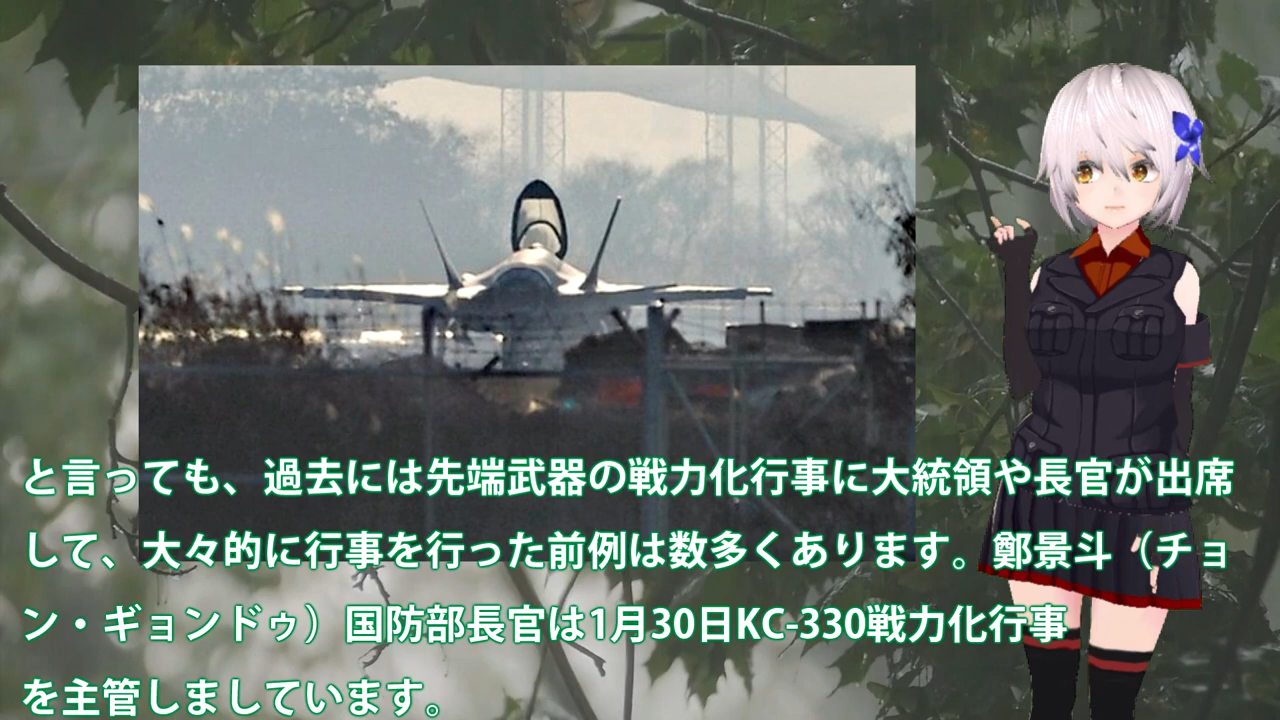 と言っても、過去には先端武器の戦力化行事に大統領や長官が出席
して、大々的に行事を行った前例は数多くあります。鄭景斗（チョ
ン・ギョンドゥ）国防部長官は1月30日KC-330戦力化行事
を主管しましています。